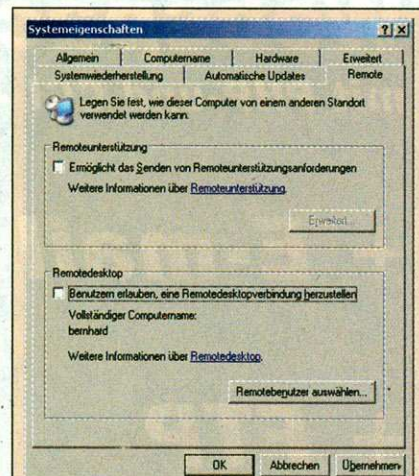 Systemeigenschaften
Allgemein Computername Hardware Erweitert
Systemwiederherstellung Automatische Updates Remote
Legen Sie fest, wie dieser Computer von einem anderen Standort
verwendet werden kann.
Remoteunterstützung
Ermöglicht das Senden von Remoteunterstützungsanforderungen
Weitere Informationen über Remoteunterstützung.
Erweitert...
Remotedesktop
Benutzern erlauben, eine Remotedesktopverbindung herzustellen
Vollständiger Computername:
bernhard
Weitere Informationen über Remotedesktop.
Remotebenutzer auswählen...
OK Abbrechen Übernehmen